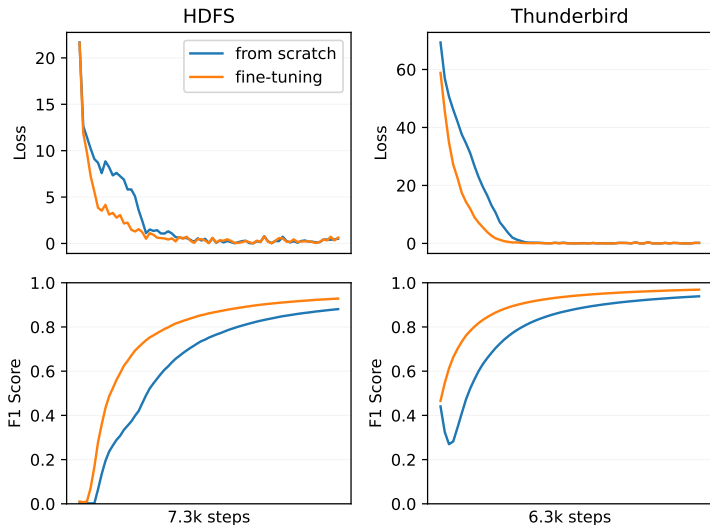 HDFS
Thunderbird
20
15
10
5
0
Loss
from scratch
fine-tuning
60
40
20
0
Loss
1.0
0.8
0.6
0.4
0.2
0.0
F1 Score
7.3k steps
1.0
0.8
0.6
0.4
0.2
0.0
F1 Score
6.3k steps